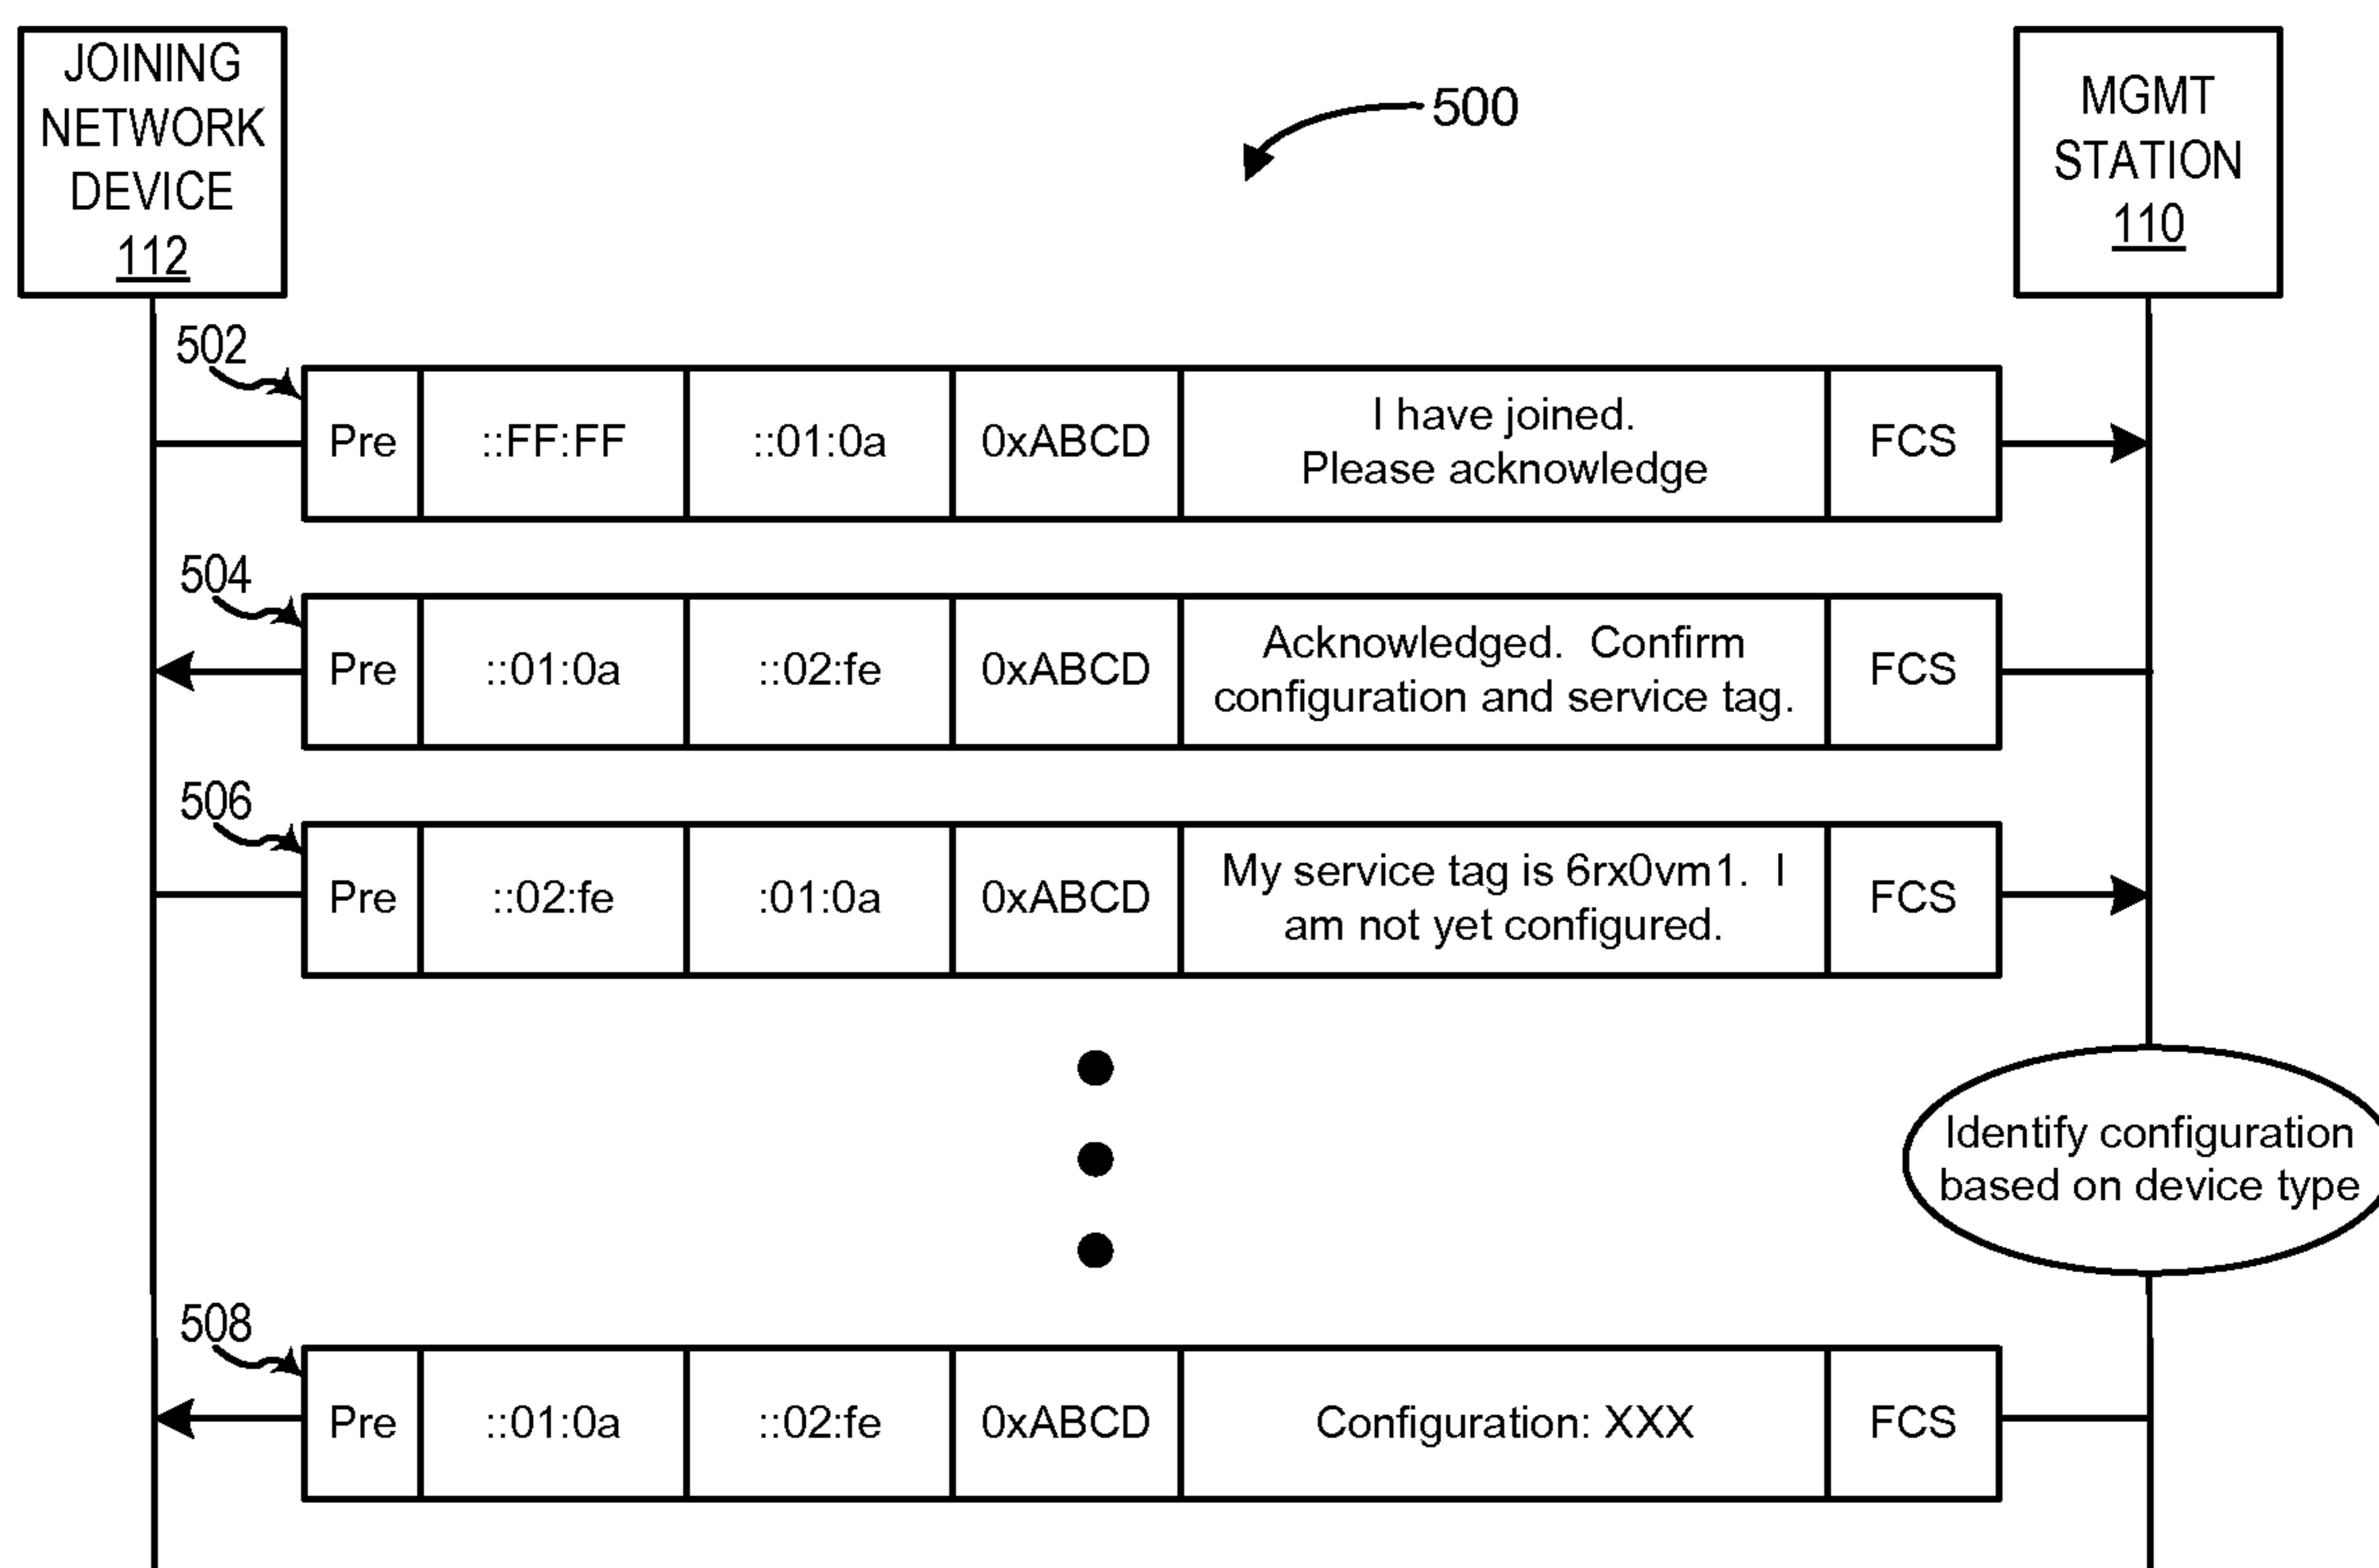 JOINING
NETWORK
DEVICE
112
500
MGMT
STATION
110
502
Pre
::FF:FF
::01:0a
0xABCD
I have joined.
Please acknowledge
FCS
504
Pre
::01:0a
::02:fe
0xABCD
Acknowledged. Confirm
configuration and service tag.
FCS
506
Pre
::02:fe
:01:0a
0xABCD
My service tag is 6rx0vm1. I
am not yet configured.
FCS
Identify configuration
based on device type
508
Pre
::01:0a
::02:fe
0xABCD
Configuration: XXX
FCS